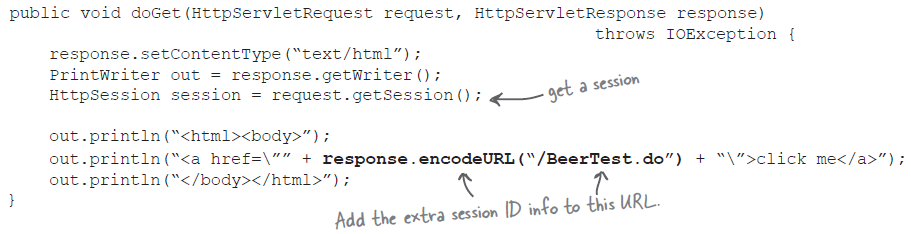 public void doGet(HttpServletRequest request, HttpServletResponse response)
throws IOException {
response.setContentType(“text/html”);
PrintWriter out = response.getWriter();
HttpSession session = request.getSession();
get a session
out.println(“<html><body>”);
out.println(“<a href=\”” + response.encodeURL(“/BeerTest.do”) + “\”>click me</a>”);
out.println(“</body></html>”);
}
Add the extra session ID info to this URL.